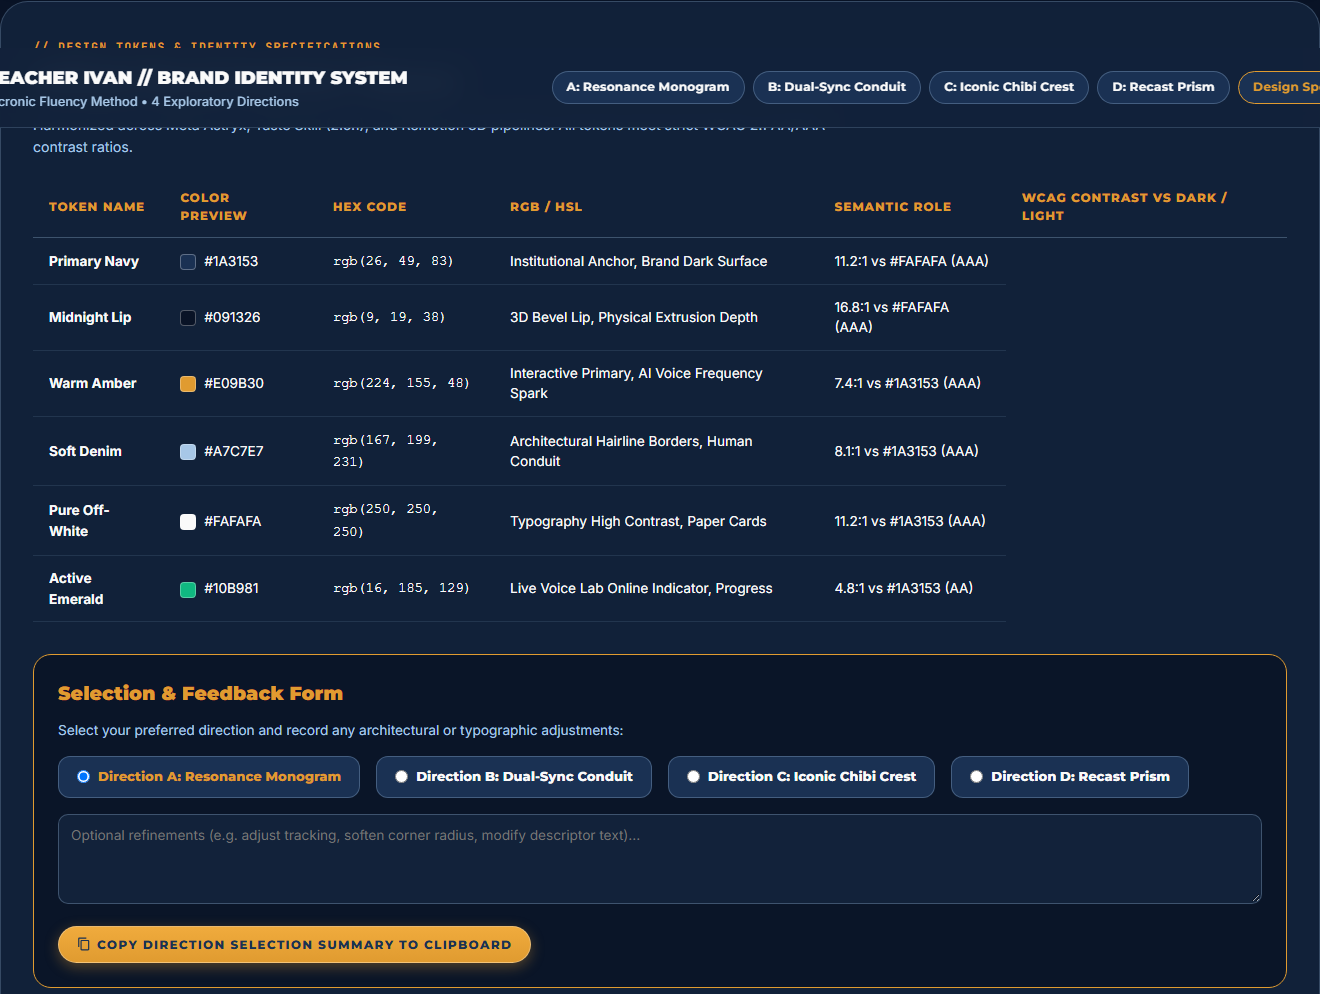 // DESIGN TOKENS & IDENTITY SPECIFICATIONS
EACHER IVAN // BRAND IDENTITY SYSTEM
cronic Fluency Method • 4 Exploratory Directions
A: Resonance Monogram
B: Dual-Sync Conduit
C: Iconic Chibi Crest
D: Recast Prism
Design Sp
contrast ratios.
TOKEN NAME
COLOR
PREVIEW
HEX CODE
RGB / HSL
SEMANTIC ROLE
WCAG CONTRAST VS DARK /
LIGHT
Primary Navy
#1A3153
rgb(26, 49, 83)
Institutional Anchor, Brand Dark Surface
11.2:1 vs #FAFAFA (AAA)
Midnight Lip
#091326
rgb(9, 19, 38)
3D Bevel Lip, Physical Extrusion Depth
16.8:1 vs #FAFAFA
(AAA)
Warm Amber
#E09B30
rgb(224, 155, 48)
Interactive Primary, AI Voice Frequency
Spark
7.4:1 vs #1A3153 (AAA)
Soft Denim
#A7C7E7
rgb(167, 199,
231)
Architectural Hairline Borders, Human
Conduit
8.1:1 vs #1A3153 (AAA)
Pure Off-
White
#FAFAFA
rgb(250, 250,
250)
Typography High Contrast, Paper Cards
11.2:1 vs #1A3153 (AAA)
Active
Emerald
#10B981
rgb(16, 185, 129)
Live Voice Lab Online Indicator, Progress
4.8:1 vs #1A3153 (AA)
Selection & Feedback Form
Select your preferred direction and record any architectural or typographic adjustments:
Direction A: Resonance Monogram
Direction B: Dual-Sync Conduit
Direction C: Iconic Chibi Crest
Direction D: Recast Prism
Optional refinements (e.g. adjust tracking, soften corner radius, modify descriptor text)...
COPY DIRECTION SELECTION SUMMARY TO CLIPBOARD